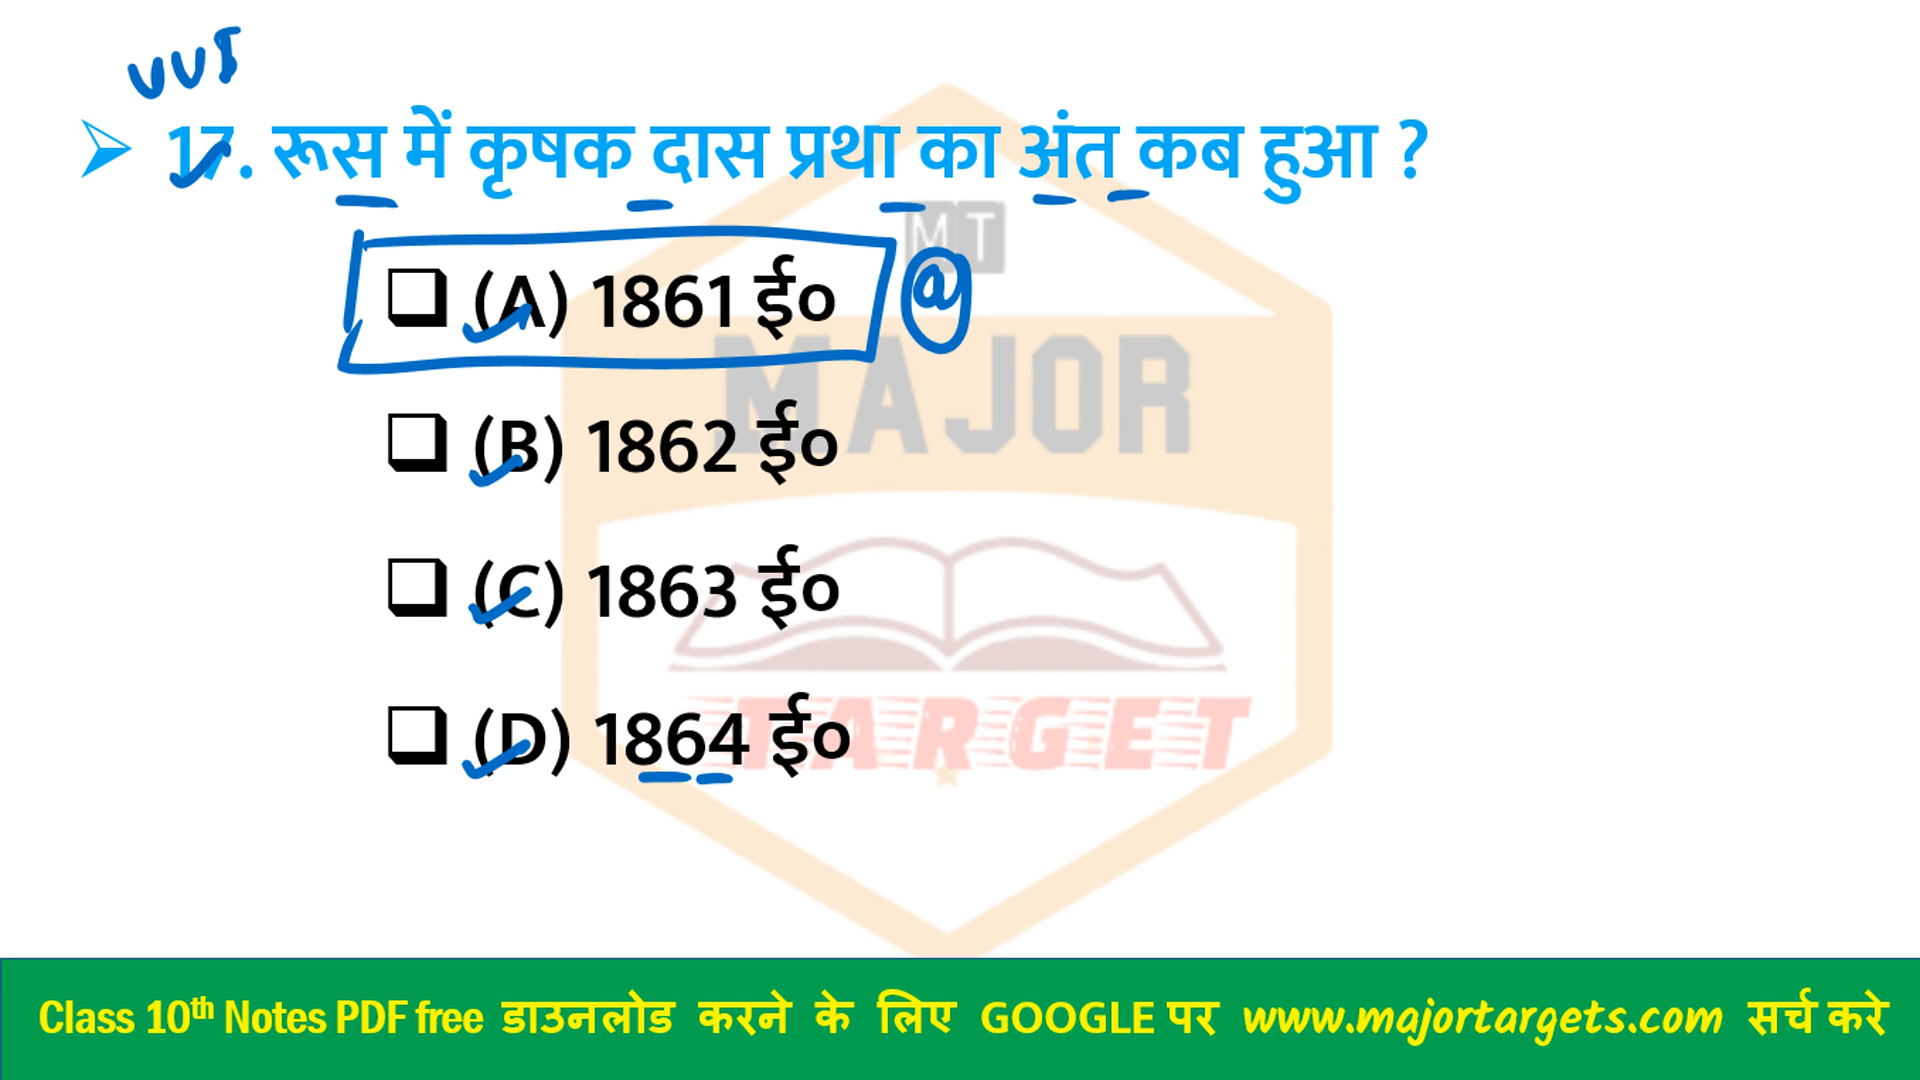 VVI
17. रूस में कृषक दास प्रथा का अंत कब हुआ ?
MT
(A) 1861 ई० @
MAJOR
(B) 1862 ई०
(C) 1863 ई०
TARGET
(D) 1864 ई०
Class 10th Notes PDF free डाउनलोड करने के लिए GOOGLE पर www.majortargets.com सर्च करे